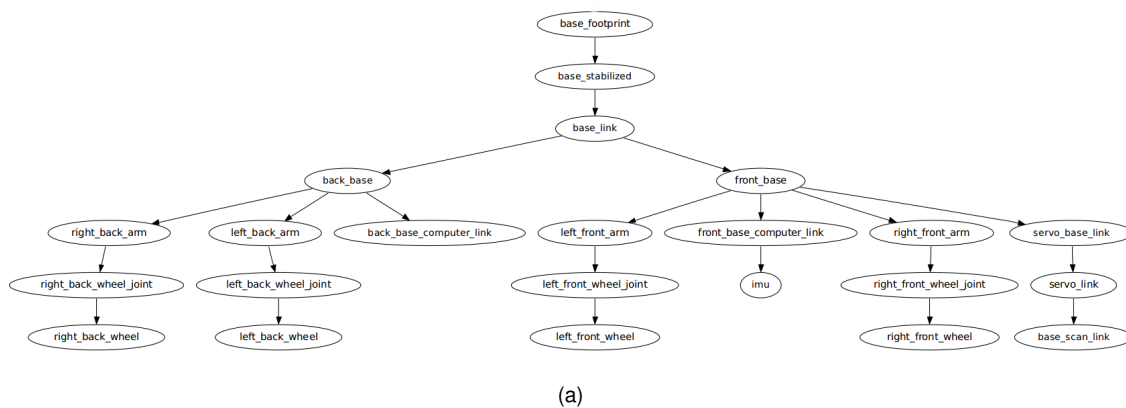 base_footprint
base_stabilized
base_link
back_base front_base
right_back_arm left_back_arm back_base_computer_link left_front_arm front_base_computer_link right_front_arm servo_base_link
right_back_wheel_joint left_back_wheel_joint left_front_wheel_joint imu right_front_wheel_joint servo_link
right_back_wheel left_back_wheel left_front_wheel right_front_wheel base_scan_link
(a)